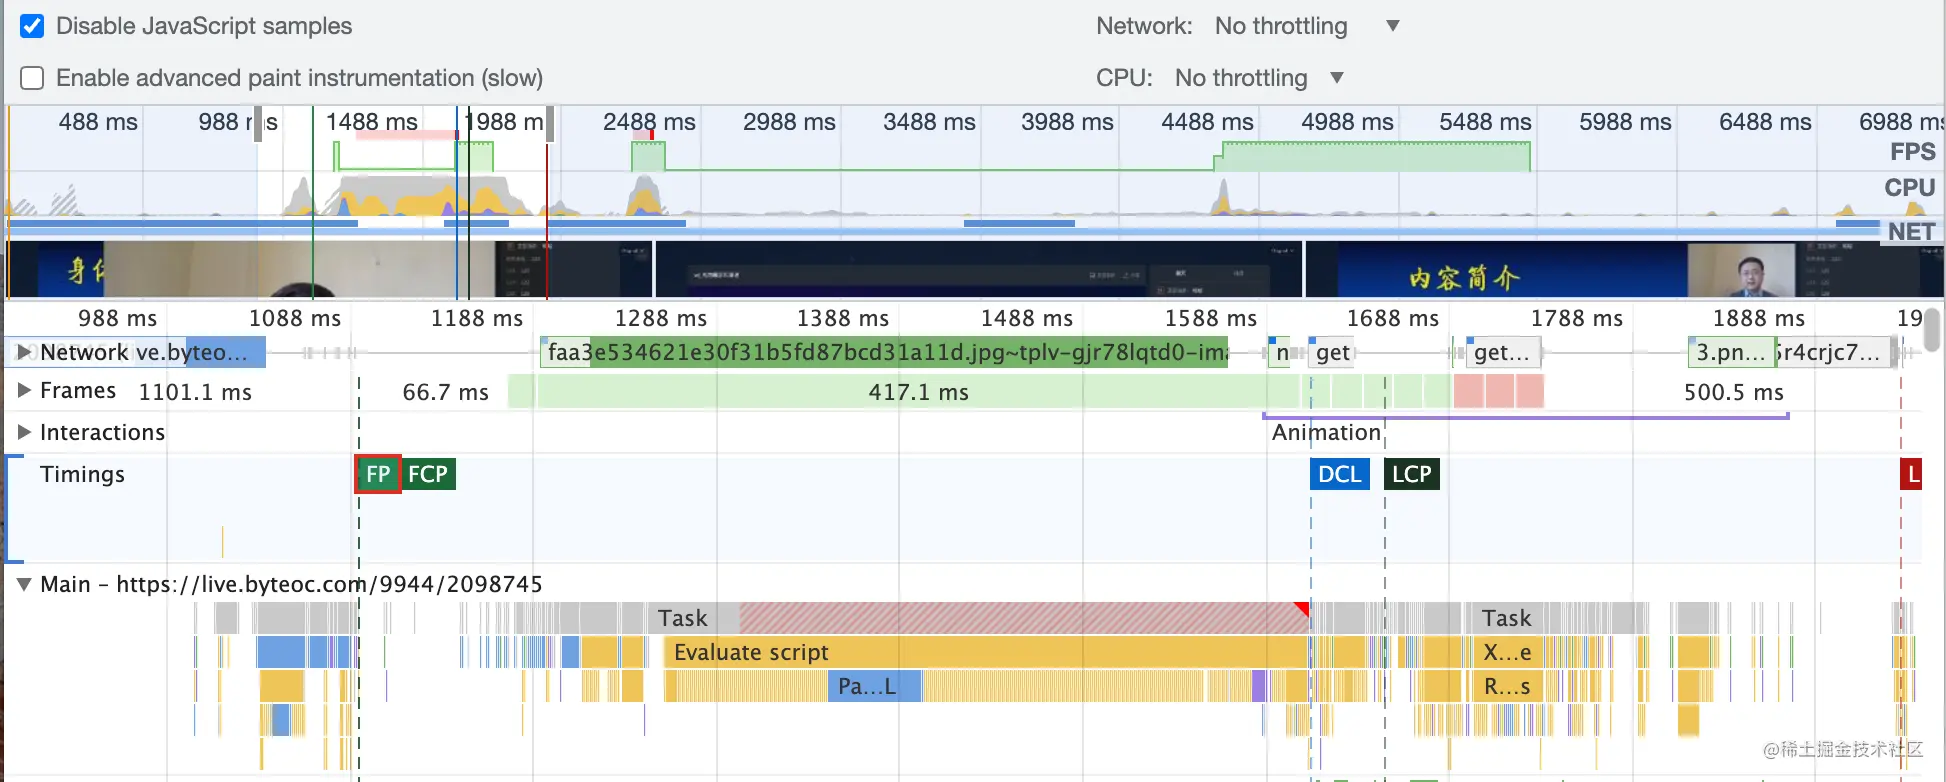 Disable JavaScript samples
Network: No throttling
Enable advanced paint instrumentation (slow)
CPU: No throttling
488 ms 988 ms 1488 ms 1988 m 2488 ms 2988 ms 3488 ms 3988 ms 4488 ms 4988 ms 5488 ms 5988 ms 6488 ms 6988 ms
FPS
CPU
NET
内容简介
988 ms 1088 ms 1188 ms 1288 ms 1388 ms 1488 ms 1588 ms 1688 ms 1788 ms 1888 ms 19
Network ve.byteo... faa3e534621e30f31b5fd87bcd31a11d.jpg~tplv-gjr78lqtd0-ima n get get... 3.pn... 5r4crjc7...
Frames 1101.1 ms 66.7 ms 417.1 ms 500.5 ms
Interactions Animation
Timings FP FCP DCL LCP L
Main – https://live.byteoc.com/9944/2098745
Task Task
Evaluate script X...e
Pa...L R...s
@稀土掘金技术社区